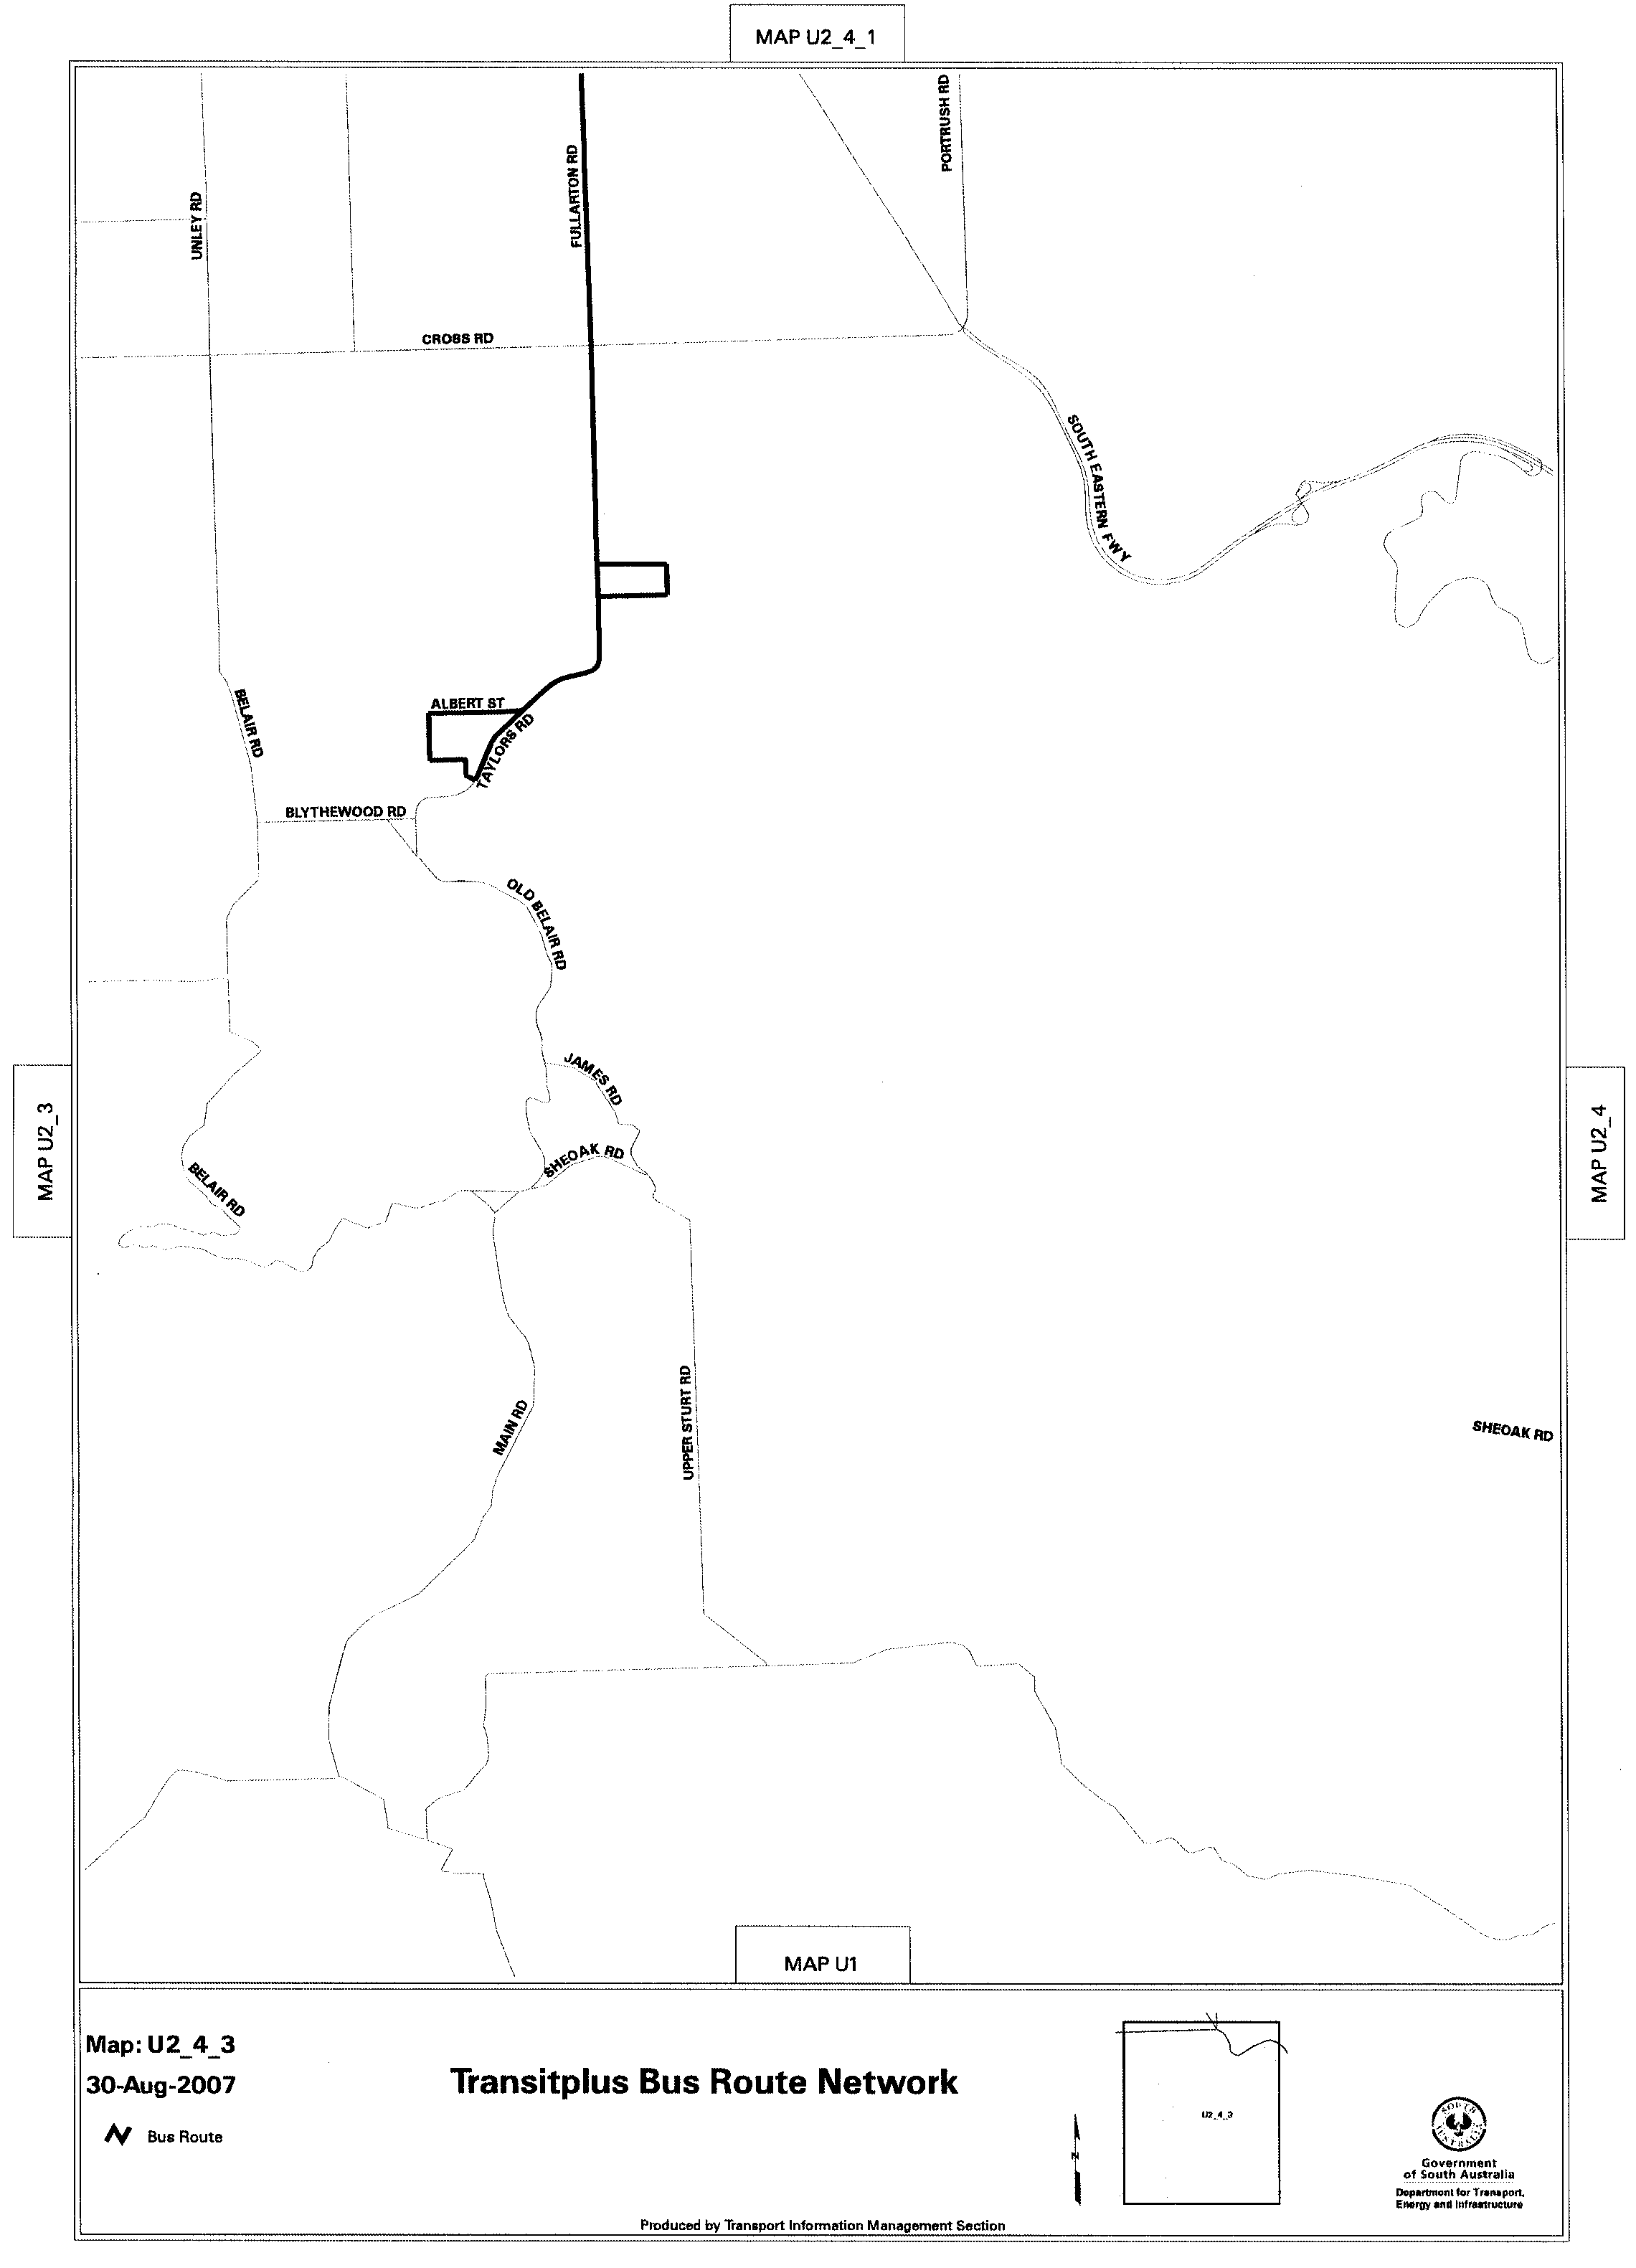 MAP U2_4_1
PORTRUSH RD
FULLARTON RD
UNLEY RD
CROSS RD
SOUTH EASTERN FWY
BELAIR RD
ALBERT ST
TAYLORS RD
BLYTHEWOOD RD
OLD BELAIR RD
JAMES RD
SHEOAK RD
BELAIR RD
MAP U2_3
MAP U2_4
MAIN RD
UPPER STURT RD
SHEOAK RD
MAP U1
Map: U2_4_3
30-Aug-2007
Bus Route
Transitplus Bus Route Network
N
U2_4_3
SOUTH
AUSTRALIA
Government
of South Australia
Department for Transport,
Energy and Infrastructure
Produced by Transport Information Management Section